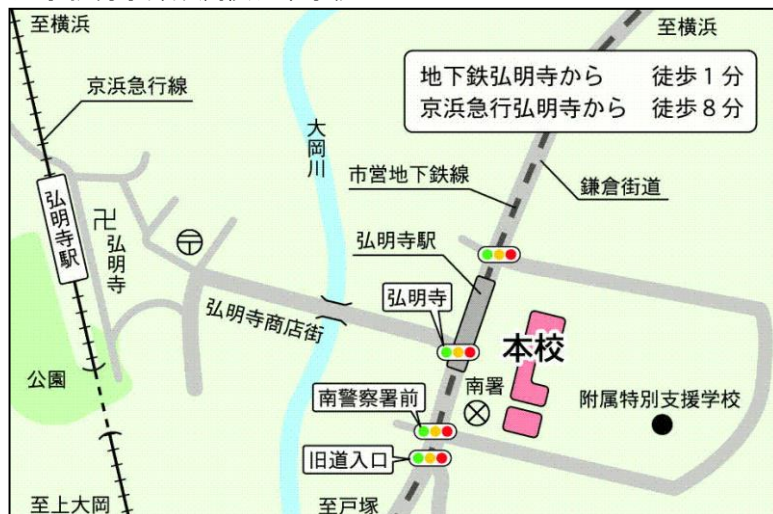 至横浜
至横浜
地下鉄弘明寺から　徒歩1分
京浜急行弘明寺から　徒歩8分
京浜急行線
大岡川
市営地下鉄線
鎌倉街道
弘明寺駅
弘明寺
弘明寺駅
弘明寺商店街
弘明寺
本校
公園
南署
南警察署前
附属特別支援学校
旧道入口
至上大岡
至戸塚